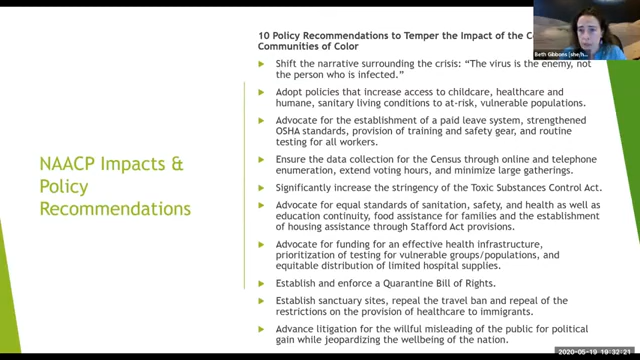 10 Policy Recommendations to Temper the Impact of the Co
Communities of Color
Shift the narrative surrounding the crisis: “The virus is the enemy, not
the person who is infected.”
Adopt policies that increase access to childcare, healthcare and
humane, sanitary living conditions to at-risk, vulnerable populations.
Advocate for the establishment of a paid leave system, strengthened
OSHA standards, provision of training and safety gear, and routine
testing for all workers.
Ensure the data collection for the Census through online and telephone
enumeration, extend voting hours, and minimize large gatherings.
Significantly increase the stringency of the Toxic Substances Control Act.
Advocate for equal standards of sanitation, safety, and health as well as
education continuity, food assistance for families and the establishment
of housing assistance through Stafford Act provisions.
Advocate for funding for an effective health infrastructure,
prioritization of testing for vulnerable groups/populations, and
equitable distribution of limited hospital supplies.
Establish and enforce a Quarantine Bill of Rights.
Establish sanctuary sites, repeal the travel ban and repeal of the
restrictions on the provision of healthcare to immigrants.
Advance litigation for the willful misleading of the public for political
gain while jeopardizing the wellbeing of the nation.
NAACP Impacts &
Policy
Recommendations
Beth Gibbons (she/h...
2020-05-19 19:32:21